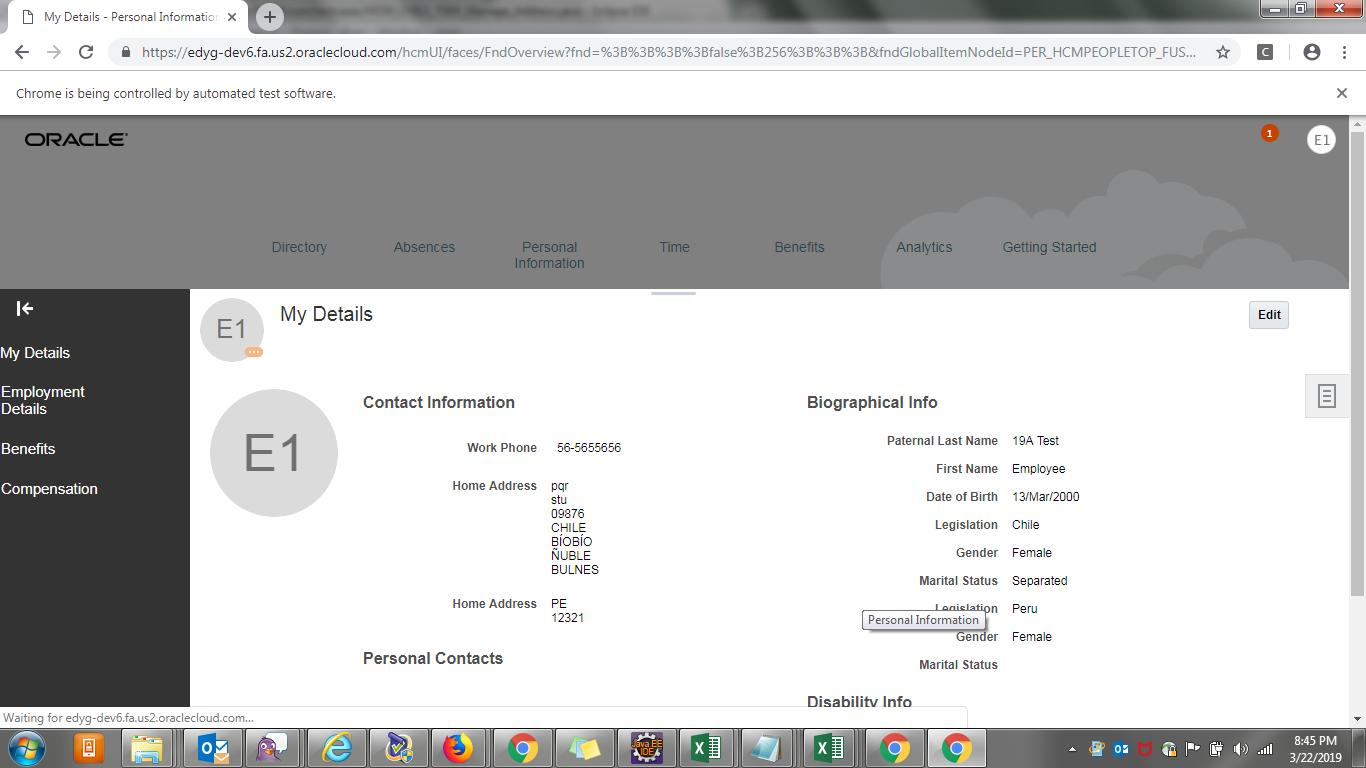 My Details - Personal Information
https://edyg-dev6.fa.us2.oraclecloud.com/hcmUI/faces/FndOverview?fnd=%3B%3B%3B%3Bfalse%3B256%3B%3B%3B&fndGlobalItemNodeId=PER_HCMPEOPLETOP_FUS...
C
Chrome is being controlled by automated test software.
ORACLE
1
E1
Directory
Absences
Personal
Information
Time
Benefits
Analytics
Getting Started
E1
My Details
Edit
My Details
Employment
Details
Benefits
Compensation
E1
Contact Information
Work Phone 56-5655656
Home Address pqr
stu
09876
CHILE
BÍOBÍO
ÑUBLE
BULNES
Home Address PE
12321
Personal Contacts
Biographical Info
Paternal Last Name 19A Test
First Name Employee
Date of Birth 13/Mar/2000
Legislation Chile
Gender Female
Marital Status Separated
Legislation Peru
Personal Information
Gender Female
Marital Status
Disability Info
Waiting for edyg-dev6.fa.us2.oraclecloud.com...
Java EE
IDE
8:45 PM
3/22/2019